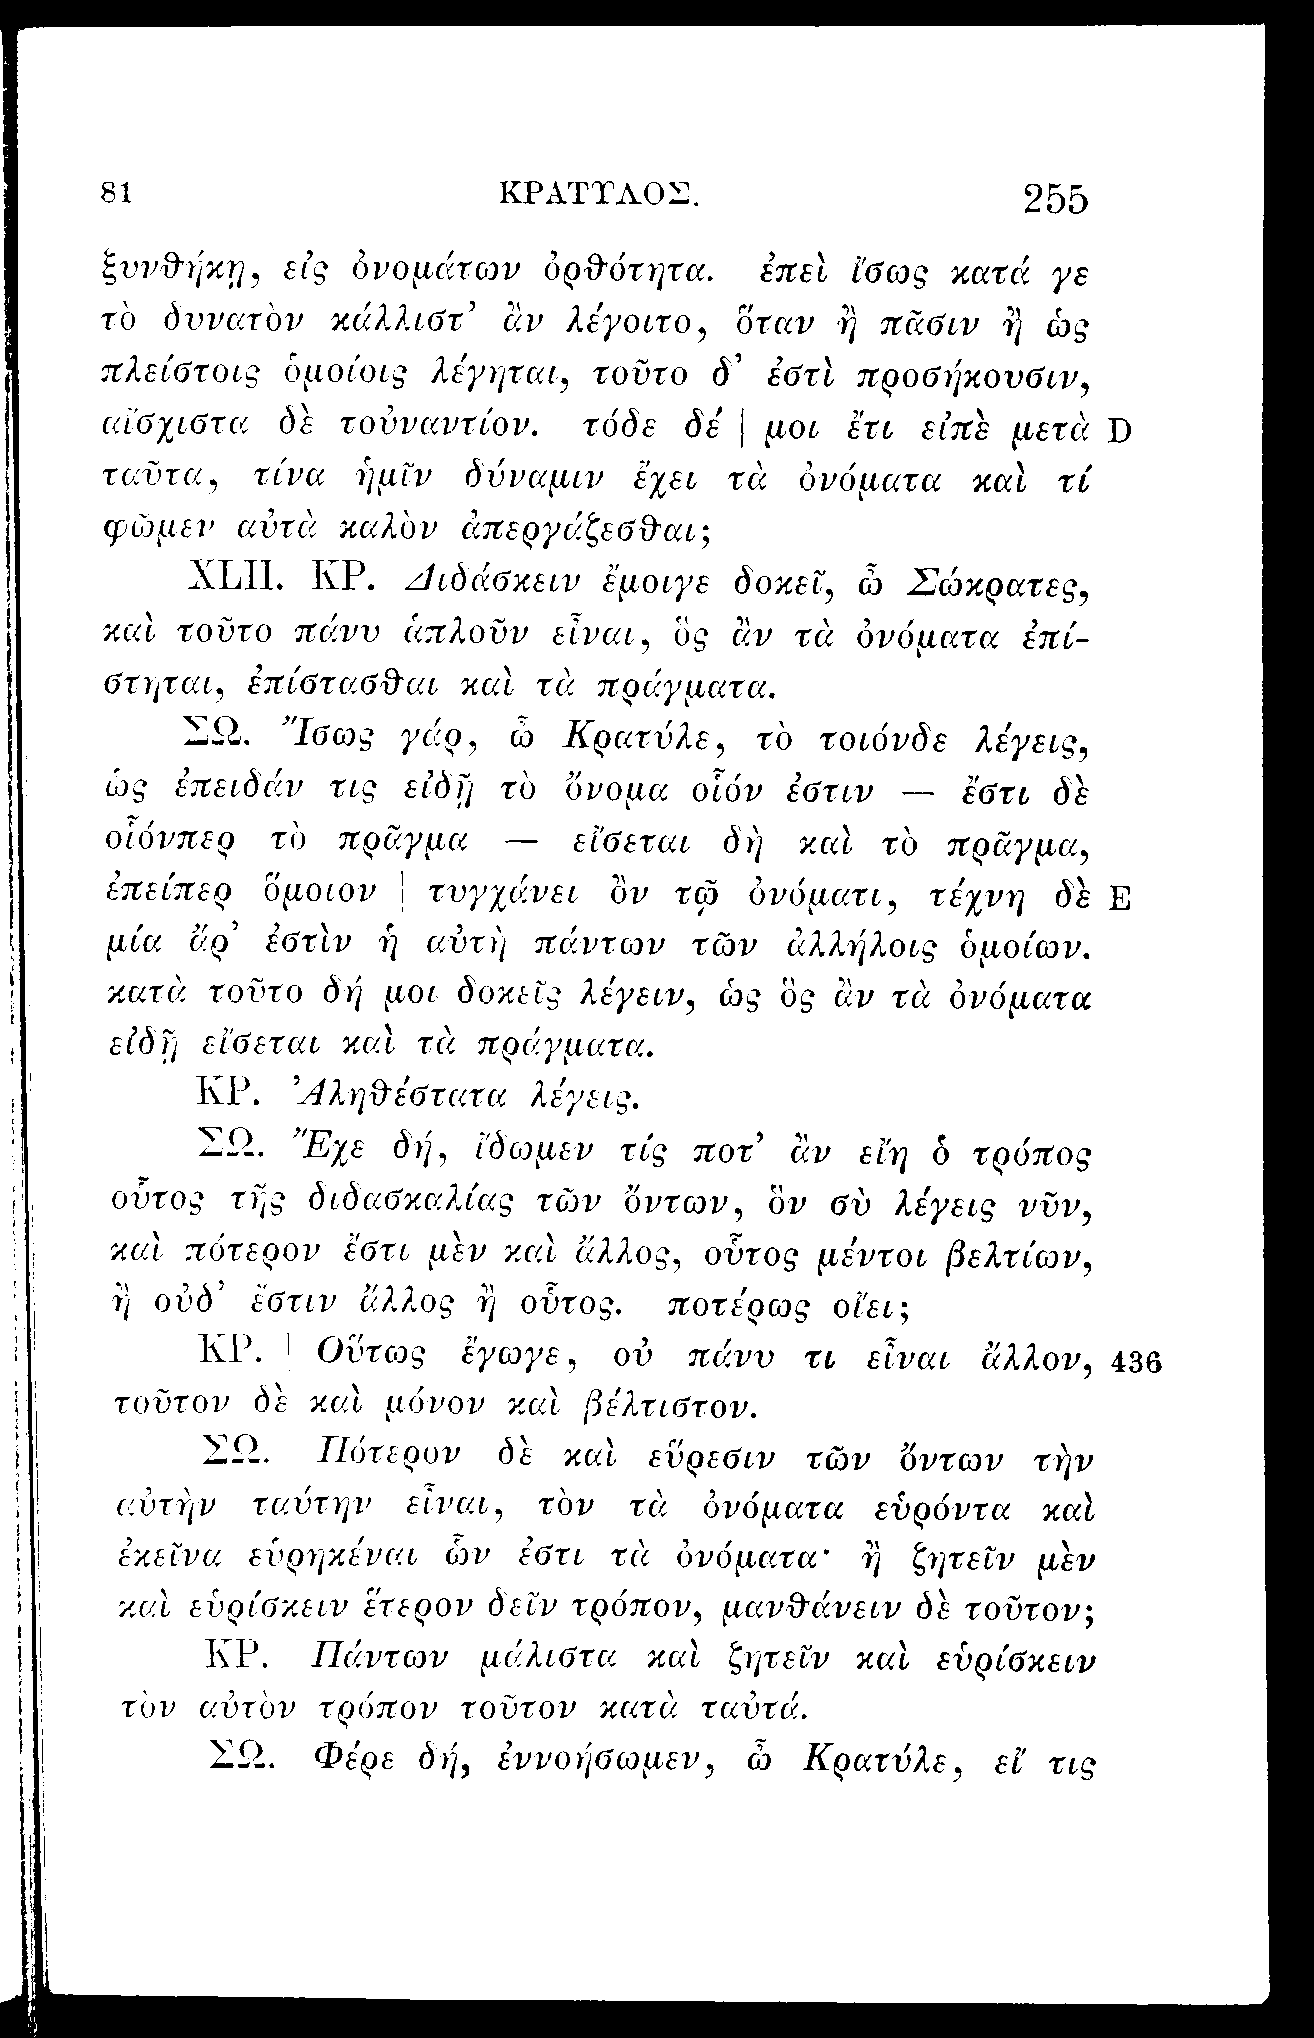 81 ΚΡΑΤΥΛΟΣ. 255
ξυνθήκῃ, εἰς ὀνομάτων ὀρθότητα. ἐπεὶ ἴσως κατά γε
τὸ δυνατὸν κάλλιστ’ ἂν λέγοιτο, ὅταν ἢ πᾶσιν ἢ ὡς
πλείστοις ὁμοίοις λέγηται, τοῦτο δ’ ἐστὶ προσήκουσιν,
αἴσχιστα δὲ τοὐναντίον. τόδε δέ | μοι ἔτι εἰπὲ μετὰ D
ταῦτα, τίνα ἡμῖν δύναμιν ἔχει τὰ ὀνόματα καὶ τί
φῶμεν αὐτὰ καλὸν ἀπεργάζεσθαι;
XLII. ΚΡ. Διδάσκειν ἔμοιγε δοκεῖ, ὦ Σώκρατες,
καὶ τοῦτο πάνυ ἁπλοῦν εἶναι, ὃς ἂν τὰ ὀνόματα ἐπί-
στηται, ἐπίστασθαι καὶ τὰ πράγματα.
ΣΩ. Ἴσως γάρ, ὦ Κρατύλε, τὸ τοιόνδε λέγεις,
ὡς ἐπειδάν τις εἰδῇ τὸ ὄνομα οἷόν ἐστιν — ἔστι δὲ
οἷόνπερ τὸ πρᾶγμα — εἴσεται δὴ καὶ τὸ πρᾶγμα,
ἐπείπερ ὅμοιον | τυγχάνει ὂν τῷ ὀνόματι, τέχνη δὲ E
μία ἄρ’ ἐστὶν ἡ αὐτὴ πάντων τῶν ἀλλήλοις ὁμοίων.
κατὰ τοῦτο δή μοι δοκεῖς λέγειν, ὡς ὃς ἂν τὰ ὀνόματα
εἰδῇ εἴσεται καὶ τὰ πράγματα.
ΚΡ. Ἀληθέστατα λέγεις.
ΣΩ. Ἔχε δή, ἴδωμεν τίς ποτ’ ἂν εἴη ὁ τρόπος
οὗτος τῆς διδασκαλίας τῶν ὄντων, ὃν σὺ λέγεις νῦν,
καὶ πότερον ἔστι μὲν καὶ ἄλλος, οὗτος μέντοι βελτίων,
ἢ οὐδ’ ἔστιν ἄλλος ἢ οὗτος. ποτέρως οἴει;
ΚΡ. | Οὕτως ἔγωγε, οὐ πάνυ τι εἶναι ἄλλον, 436
τοῦτον δὲ καὶ μόνον καὶ βέλτιστον.
ΣΩ. Πότερον δὲ καὶ εὕρεσιν τῶν ὄντων τὴν
αὐτὴν ταύτην εἶναι, τὸν τὰ ὀνόματα εὑρόντα καὶ
ἐκεῖνα εὑρηκέναι ὧν ἐστι τὰ ὀνόματα· ἢ ζητεῖν μὲν
καὶ εὑρίσκειν ἕτερον δεῖν τρόπον, μανθάνειν δὲ τοῦτον;
ΚΡ. Πάντων μάλιστα καὶ ζητεῖν καὶ εὑρίσκειν
τὸν αὐτὸν τρόπον τοῦτον κατὰ ταὐτά.
ΣΩ. Φέρε δή, ἐννοήσωμεν, ὦ Κρατύλε, εἴ τις